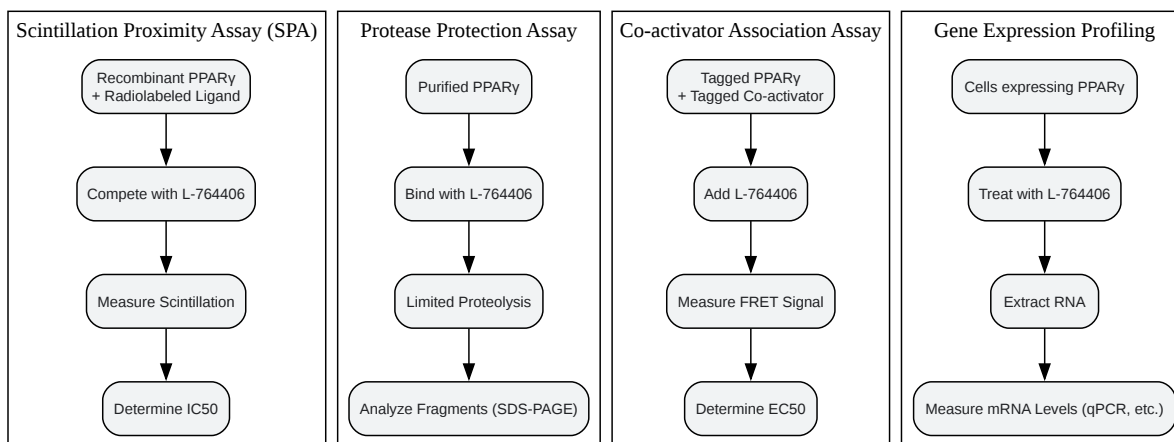 Scintillation Proximity Assay (SPA)
Recombinant PPARγ
+ Radiolabeled Ligand
Compete with L-764406
Measure Scintillation
Determine IC50
Protease Protection Assay
Purified PPARγ
Bind with L-764406
Limited Proteolysis
Analyze Fragments (SDS-PAGE)
Co-activator Association Assay
Tagged PPARγ
+ Tagged Co-activator
Add L-764406
Measure FRET Signal
Determine EC50
Gene Expression Profiling
Cells expressing PPARγ
Treat with L-764406
Extract RNA
Measure mRNA Levels (qPCR, etc.)